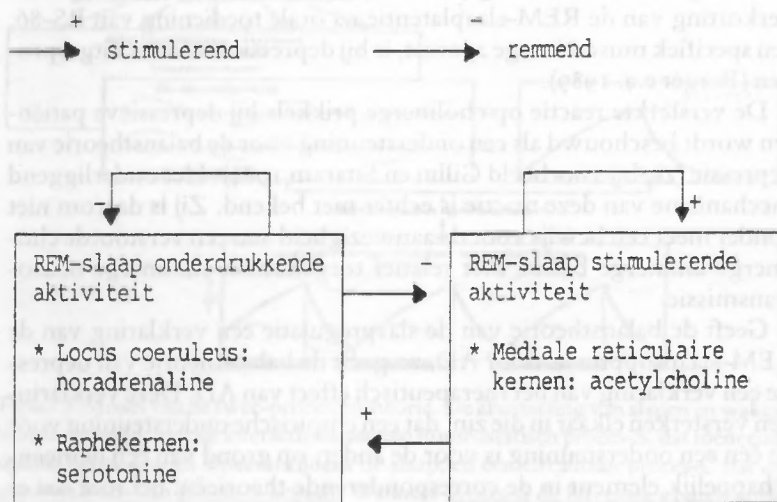 +
-
stimulerend
remmend
-
+
REM-slaap onderdrukkende
aktiviteit
* Locus coeruleus:
noradrenaline
* Raphekernen:
serotonine
+
REM-slaap stimulerende
aktiviteit
* Mediale reticulaire
kernen: acetylcholine